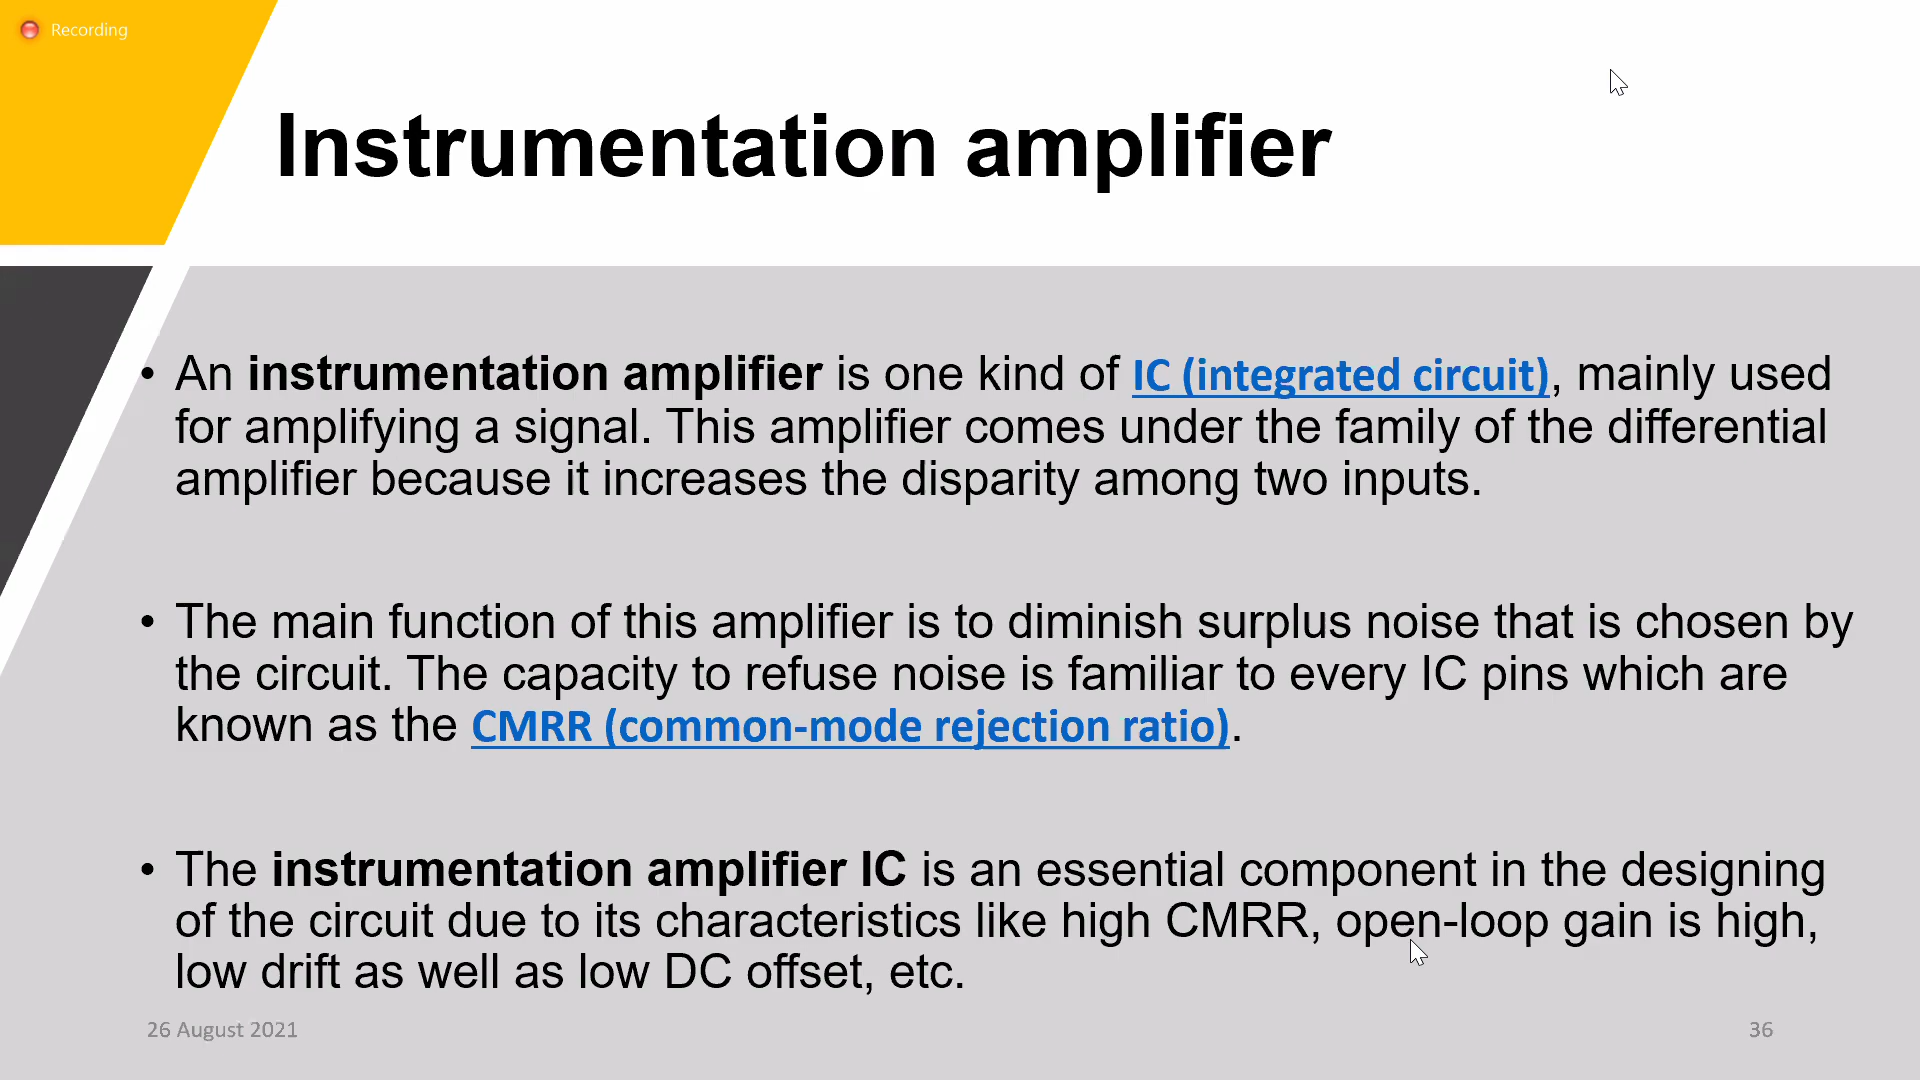 Recording
Instrumentation amplifier
• An instrumentation amplifier is one kind of IC (integrated circuit), mainly used
for amplifying a signal. This amplifier comes under the family of the differential
amplifier because it increases the disparity among two inputs.
• The main function of this amplifier is to diminish surplus noise that is chosen by
the circuit. The capacity to refuse noise is familiar to every IC pins which are
known as the CMRR (common-mode rejection ratio).
• The instrumentation amplifier IC is an essential component in the designing
of the circuit due to its characteristics like high CMRR, open-loop gain is high,
low drift as well as low DC offset, etc.
26 August 2021
36